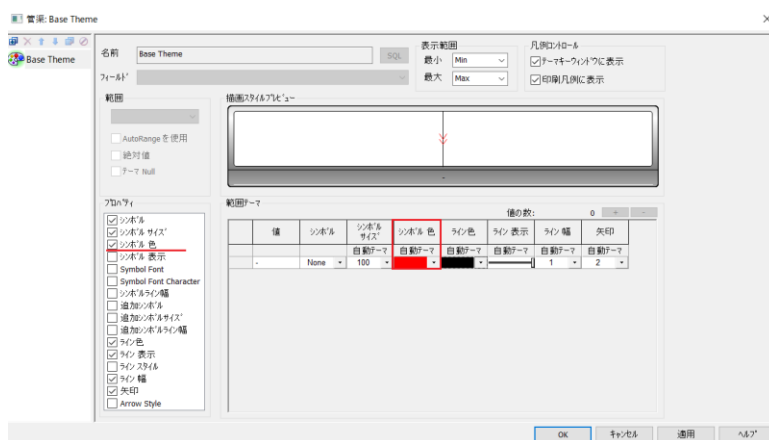 管渠: Base Theme
Base Theme
名前 Base Theme SQL
フィールド
表示範囲
最小 Min
最大 Max
凡例コントロール
テーマキーウィンドウに表示
印刷凡例に表示
範囲
AutoRange を使用
絶対値
テーマ Null
描画スタイルプレビュー
プロパティ
シンボル
シンボル サイズ
シンボル 色
シンボル 表示
Symbol Font
Symbol Font Character
シンボルライン幅
追加シンボル
追加シンボルサイズ
追加シンボルライン幅
ライン色
ライン 表示
ライン スタイル
ライン 幅
矢印
Arrow Style
範囲テーマ
値の数: 0 + -
値 シンボル シンボル サイズ シンボル 色 ライン色 ライン 表示 ライン 幅 矢印
自動テーマ 自動テーマ 自動テーマ 自動テーマ 自動テーマ 自動テーマ
- None 100 1 2
OK キャンセル 適用 ヘルプ